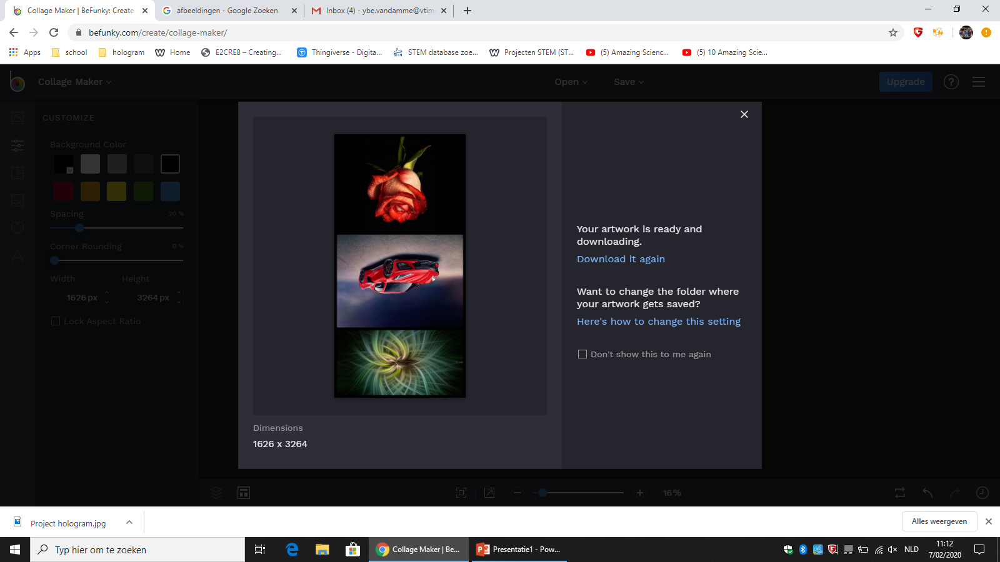 Collage Maker | BeFunky: Create
afbeeldingen - Google Zoeken
Inbox (4) - ybe.vandamme@vtim
befunky.com/create/collage-maker/
Apps
school
hologram
Home
E2CRE8 – Creating...
Thingiverse - Digita...
STEM database zoe...
Projecten STEM (ST...
(5) Amazing Scienc...
(5) 10 Amazing Scie...
Collage Maker
Open
Save
Upgrade
?
CUSTOMIZE
Background Color
Spacing
20 %
Corner Rounding
0 %
Width
Height
1626 px
3264 px
Lock Aspect Ratio
Your artwork is ready and
downloading.
Download it again
Want to change the folder where
your artwork gets saved?
Here's how to change this setting
Don't show this to me again
Dimensions
1626 x 3264
16 %
Project hologram.jpg
Alles weergeven
Typ hier om te zoeken
Collage Maker | Be...
Presentatie1 - Pow...
NLD
11:12
7/02/2020